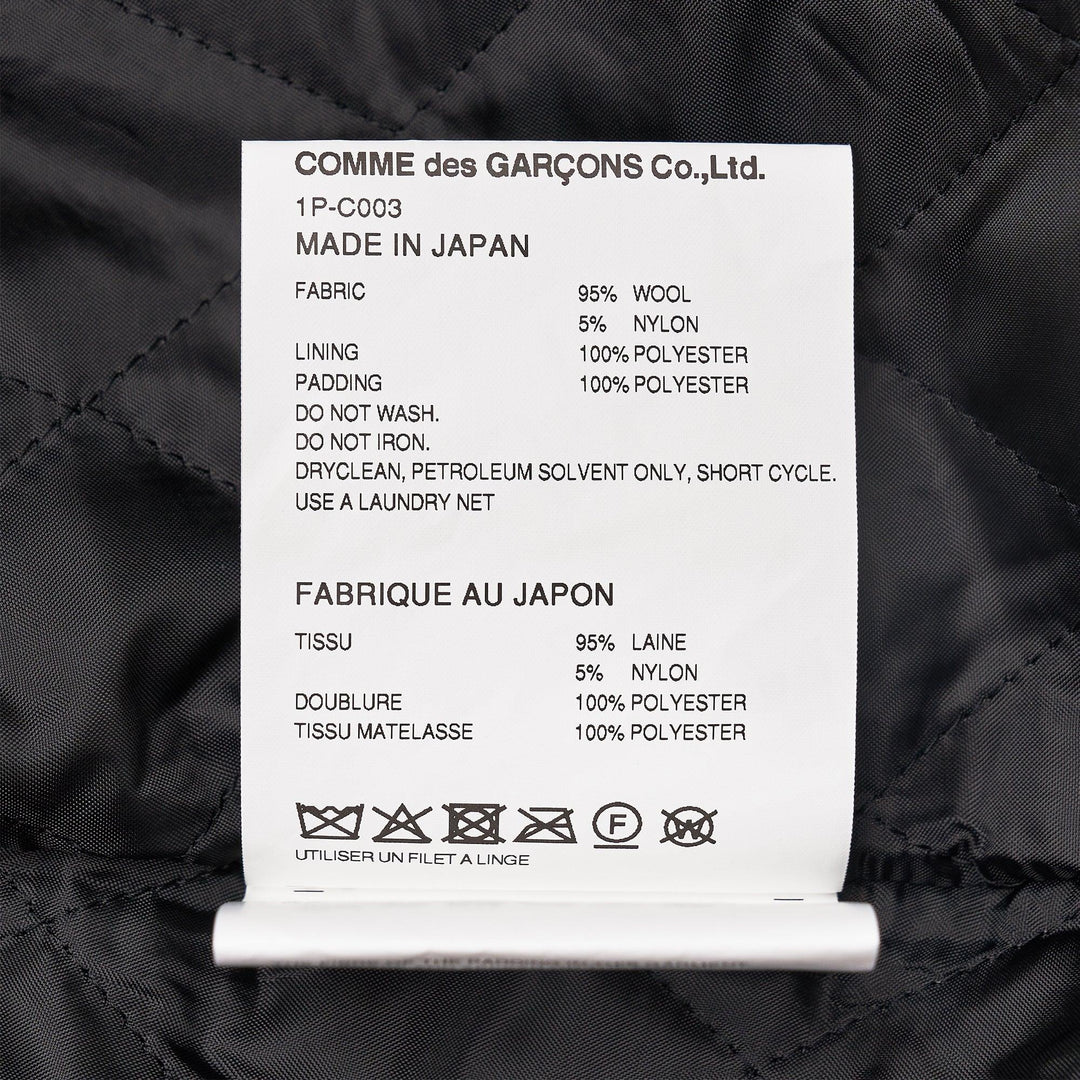 COMME des GARÇONS Co.,Ltd.
1P-C003
MADE IN JAPAN
FABRIC 95% WOOL
5% NYLON
LINING 100% POLYESTER
PADDING 100% POLYESTER
DO NOT WASH.
DO NOT IRON.
DRYCLEAN, PETROLEUM SOLVENT ONLY, SHORT CYCLE.
USE A LAUNDRY NET
FABRIQUE AU JAPON
TISSU 95% LAINE
5% NYLON
DOUBLURE 100% POLYESTER
TISSU MATELASSE 100% POLYESTER
F W
UTILISER UN FILET A LINGE